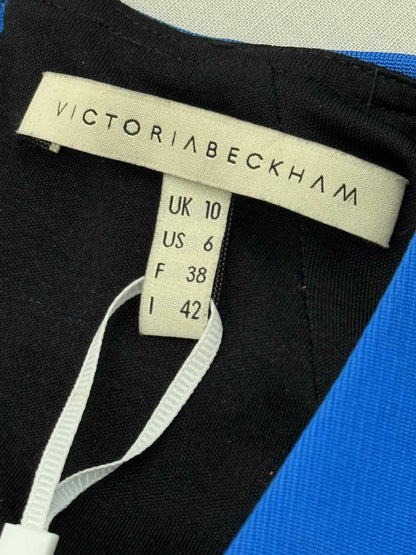 VICTORIABECKHAM
UK 10
US 6
F 38
I 42